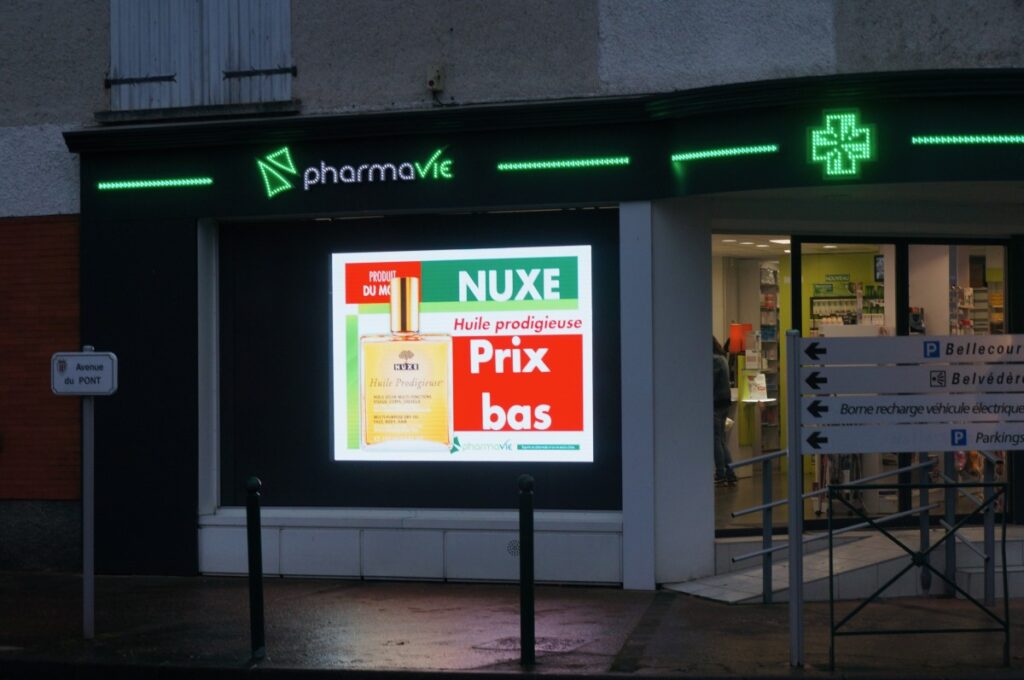 pharmaVIE
PRODUIT
DU MO
NUXE
Huile prodigieuse
Prix
bas
NUXE
Huile Prodigieuse
pharmaVIE
Avenue
du PONT
NOUVEAU
P Bellecour
Belvédère
Borne recharge véhicule électrique
P Parkings